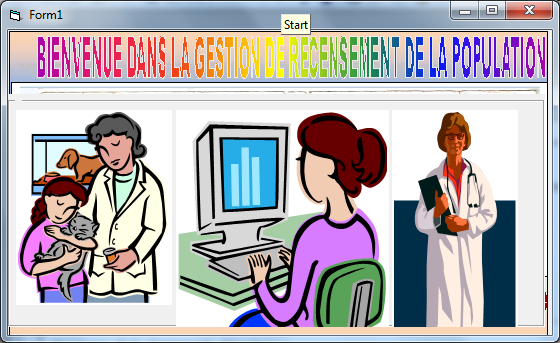 Form1
Start
BIENVENUE DANS LA GESTION DE RECENSEMENT DE LA POPULATION